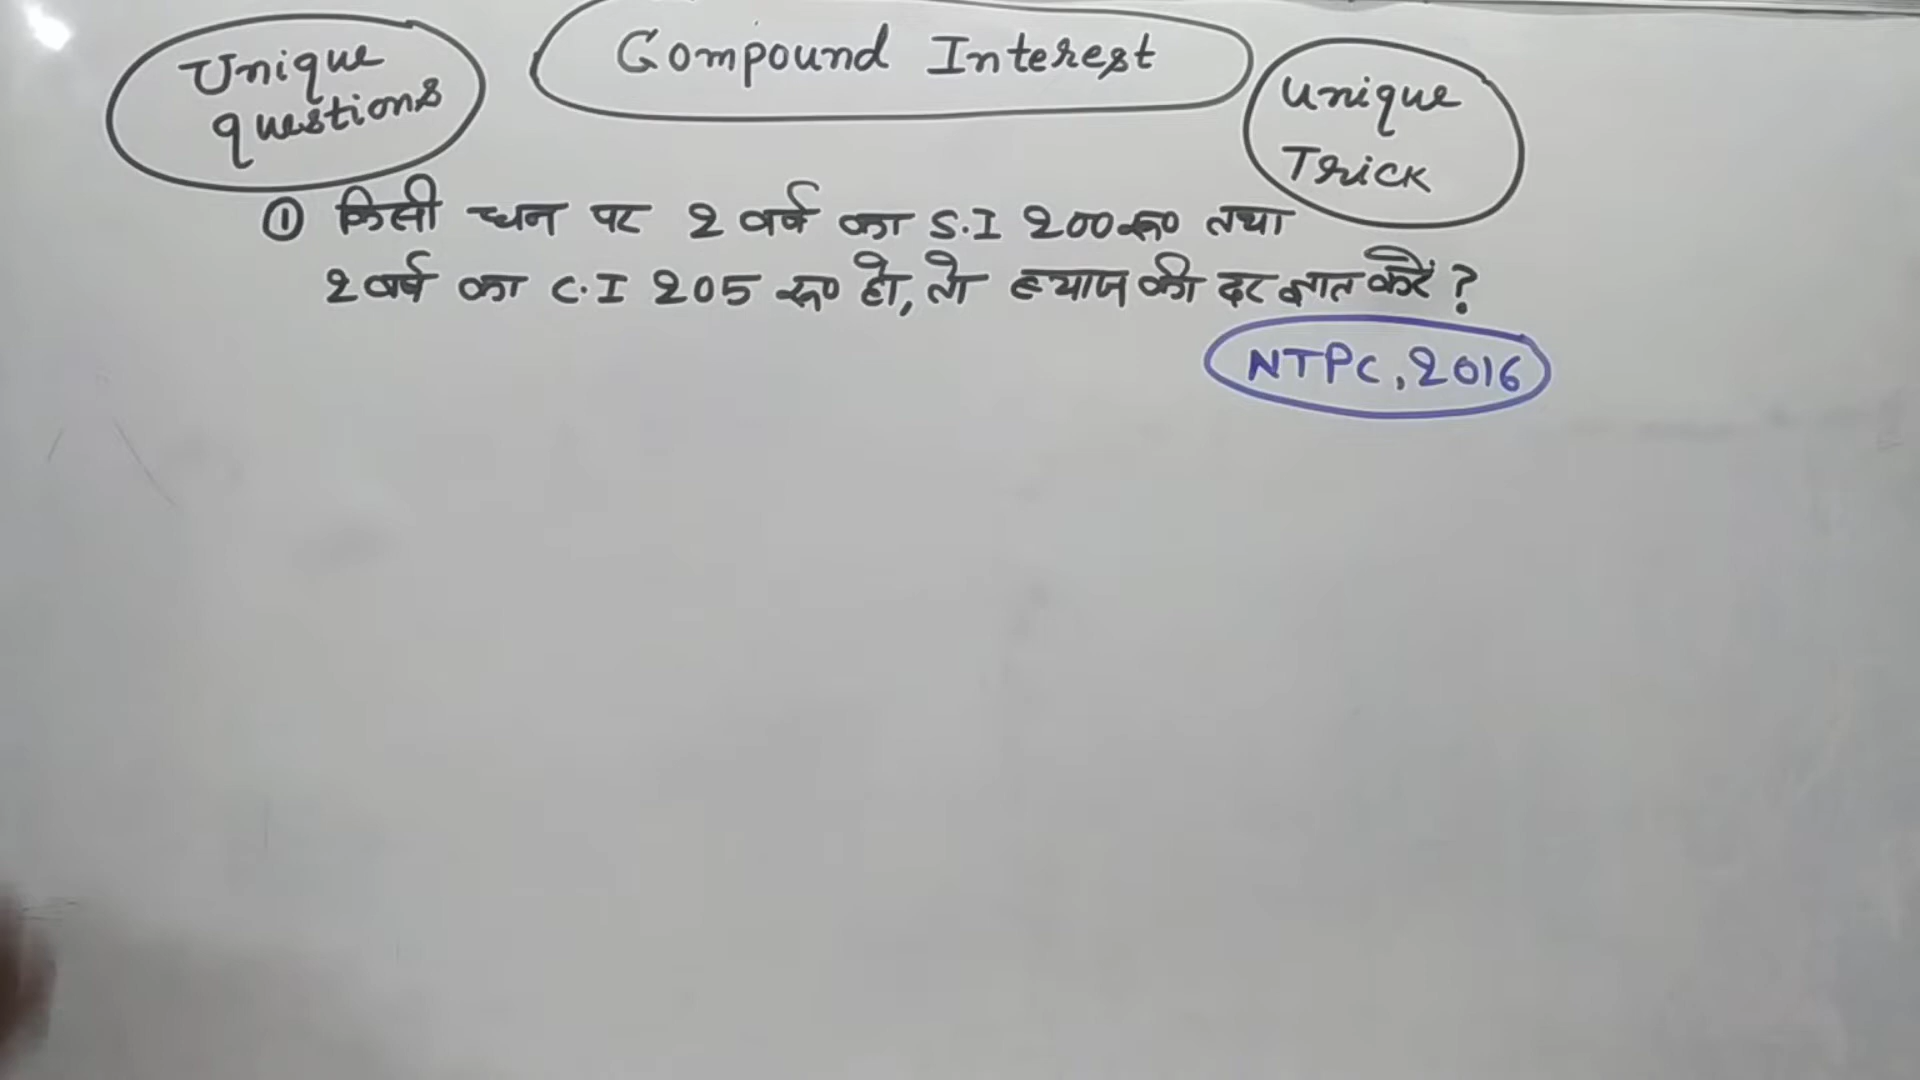 Unique
questions
Compound Interest
Unique
Trick
① किसी धन पर 2 वर्ष का S.I 200 रू० तथा
2 वर्ष का C.I 205 रू० हो, तो ब्याज की दर ज्ञात करें ?
NTPC, 2016